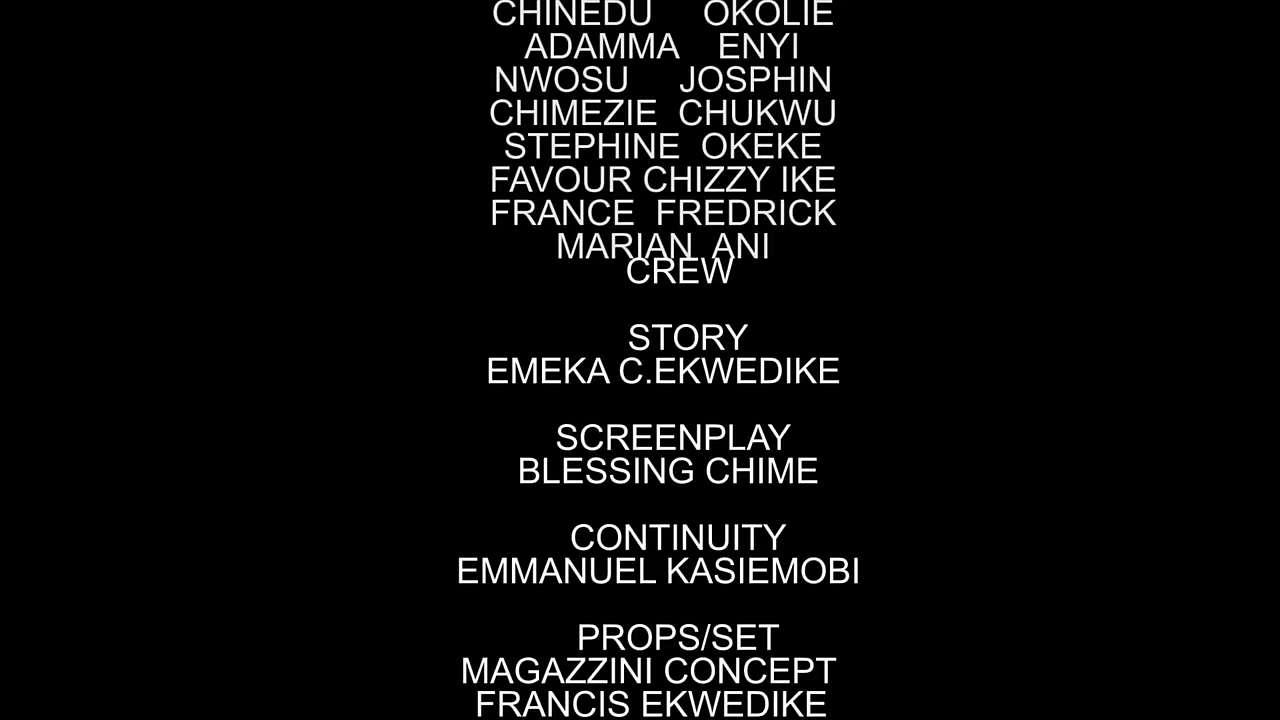 CHINEDU OKOLIE
ADAMMA ENYI
NWOSU JOSPHIN
CHIMEZIE CHUKWU
STEPHINE OKEKE
FAVOUR CHIZZY IKE
FRANCE FREDRICK
MARIAN ANI
CREW
STORY
EMEKA C.EKWEDIKE
SCREENPLAY
BLESSING CHIME
CONTINUITY
EMMANUEL KASIEMOBI
PROPS/SET
MAGAZZINI CONCEPT
FRANCIS EKWEDIKE